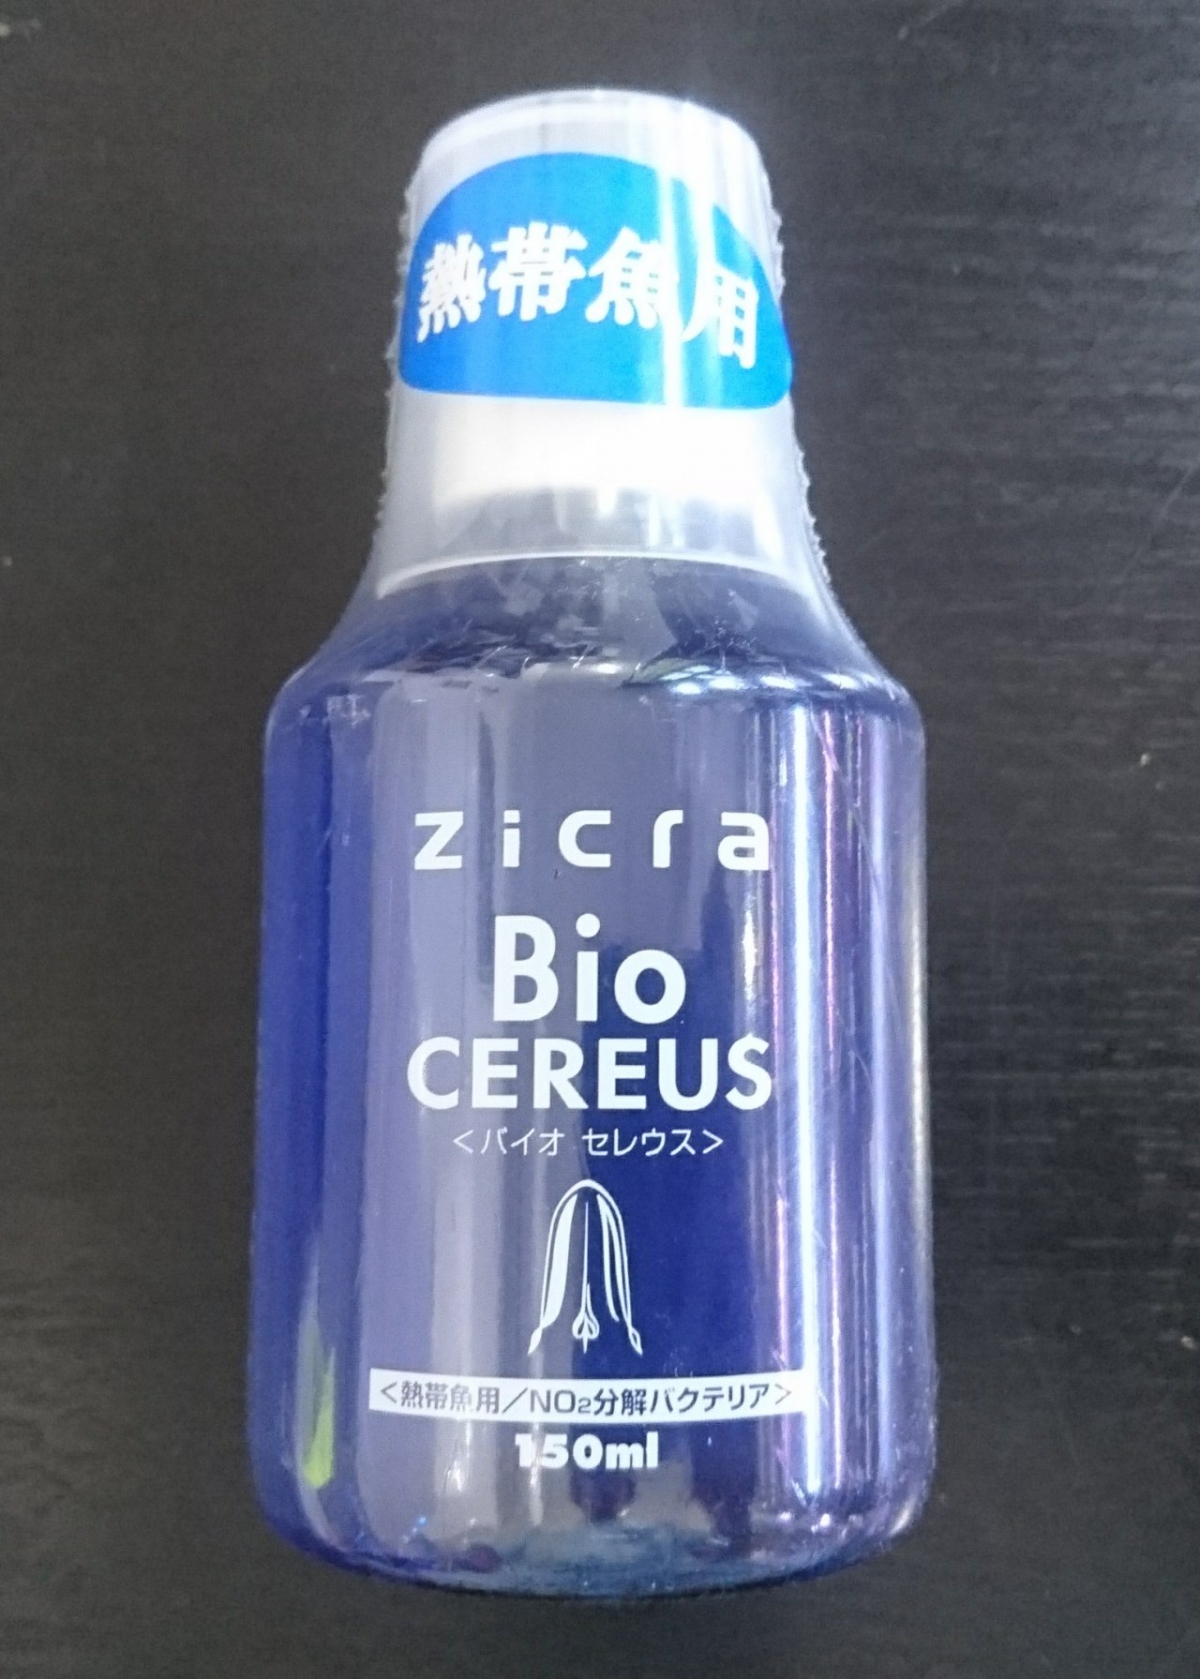 熱帯魚用
zicra
Bio
CEREUS
<バイオ セレウス>
<熱帯魚用／NO₂分解バクテリア>
150ml